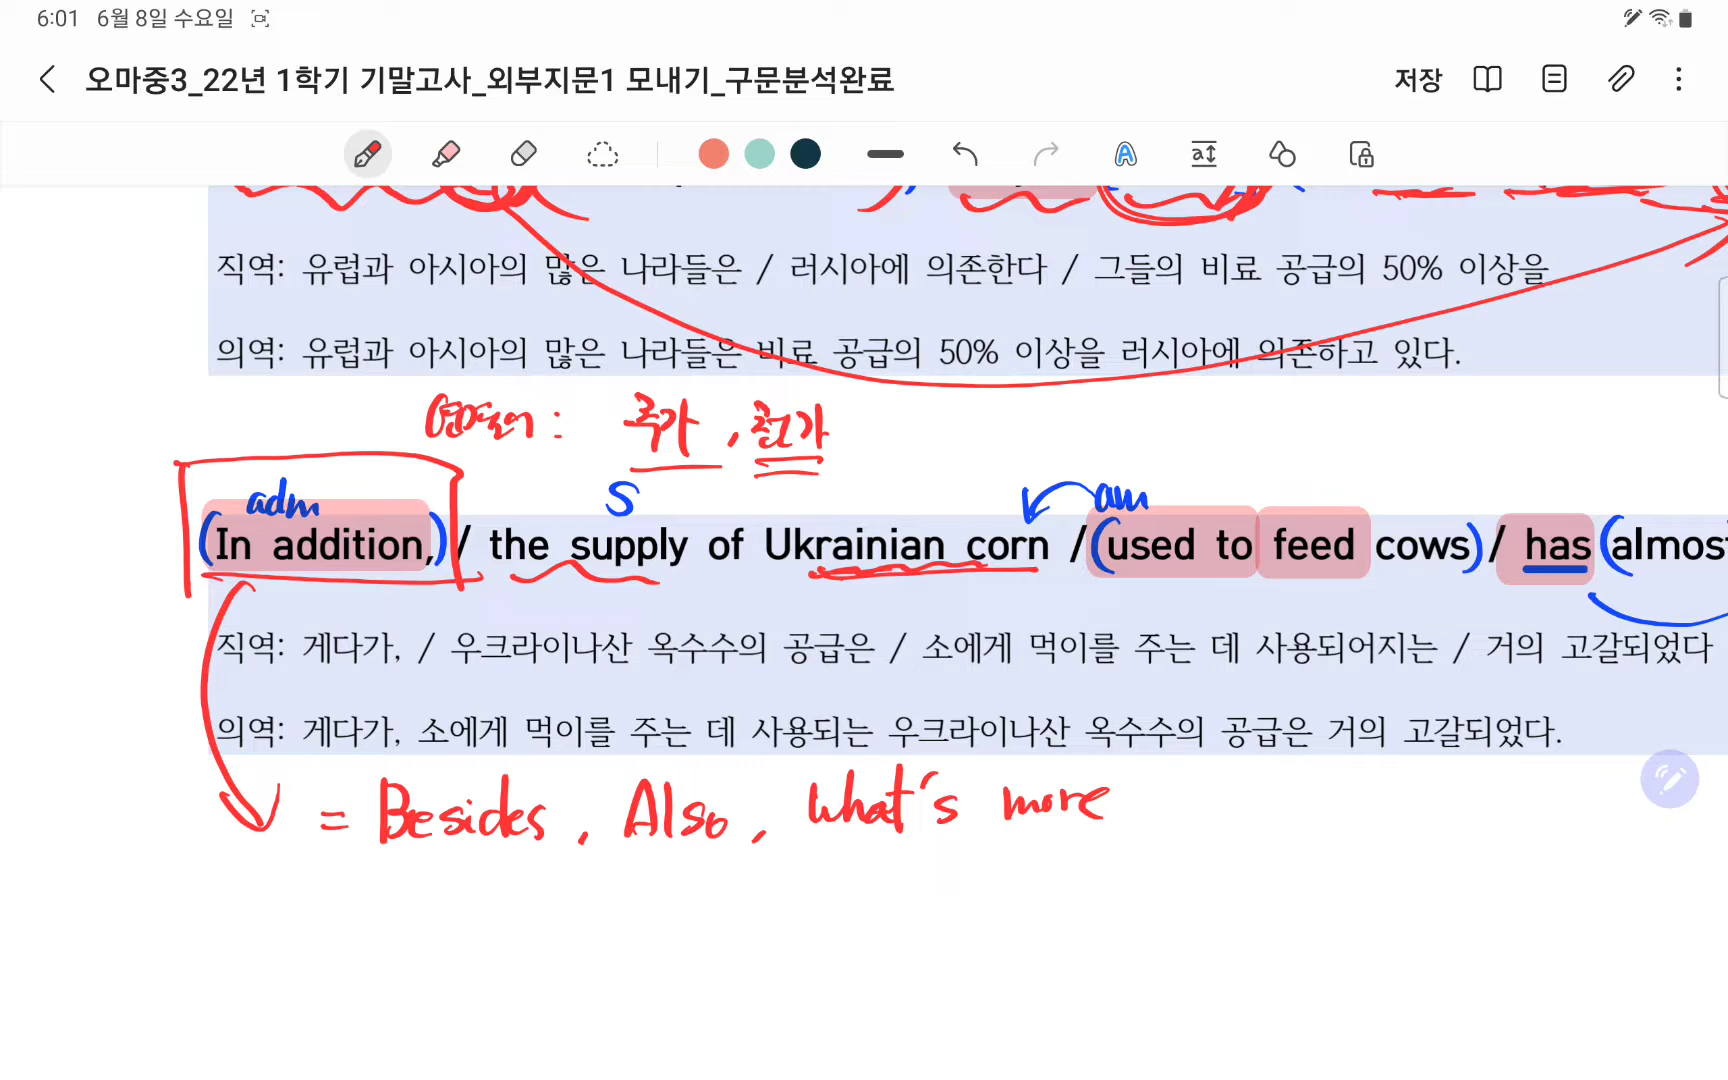 6:01 6월 8일 수요일
오마중3_22년 1학기 기말고사_외부지문1 모내기_구문분석완료 저장
직역: 유럽과 아시아의 많은 나라들은 / 러시아에 의존한다 / 그들의 비료 공급의 50% 이상을
의역: 유럽과 아시아의 많은 나라들은 비료 공급의 50% 이상을 러시아에 의존하고 있다.
연결어: 추가, 첨가
adm S am
(In addition,) / the supply of Ukrainian corn / (used to feed cows) / has (almos
직역: 게다가, / 우크라이나산 옥수수의 공급은 / 소에게 먹이를 주는 데 사용되어지는 / 거의 고갈되었다
의역: 게다가, 소에게 먹이를 주는 데 사용되는 우크라이나산 옥수수의 공급은 거의 고갈되었다.
= Besides, Also, What's more